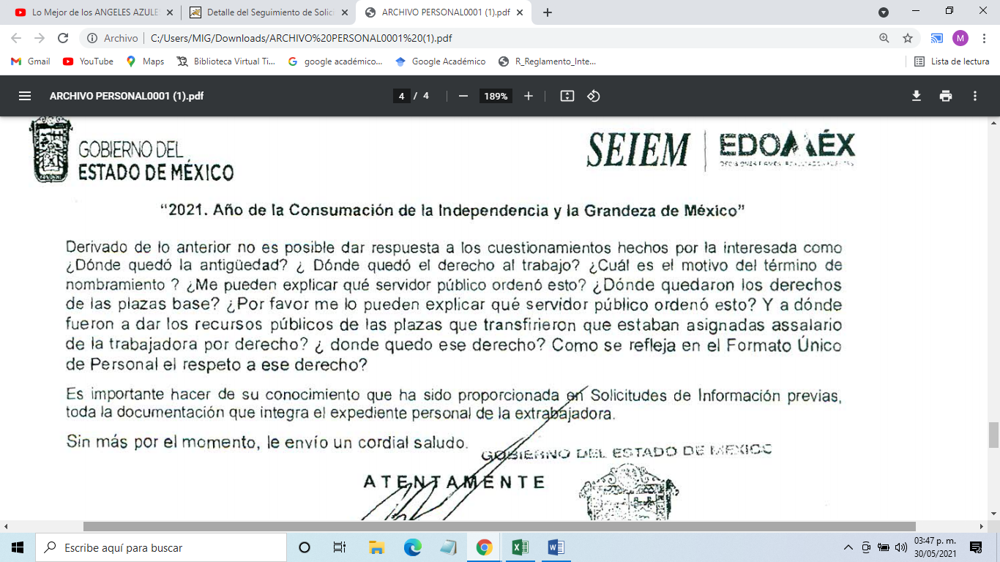 Lo Mejor de los ANGELES AZULE
Detalle del Seguimiento de Solici
ARCHIVO PERSONAL0001 (1).pdf
Archivo
C:/Users/MIG/Downloads/ARCHIVO%20PERSONAL0001%20(1).pdf
M
Gmail
YouTube
Maps
Biblioteca Virtual Ti...
google académico...
Google Académico
R_Reglamento_Inte...
Lista de lectura
ARCHIVO PERSONAL0001 (1).pdf
4 / 4
189%
GOBIERNO DEL
ESTADO DE MÉXICO
SEIEM
EDOMÉX
“2021. Año de la Consumación de la Independencia y la Grandeza de México”
Derivado de lo anterior no es posible dar respuesta a los cuestionamientos hechos por la interesada como
¿Dónde quedó la antigüedad? ¿ Dónde quedó el derecho al trabajo? ¿Cuál es el motivo del término de
nombramiento ? ¿Me pueden explicar qué servidor público ordenó esto? ¿Dónde quedaron los derechos
de las plazas base? ¿Por favor me lo pueden explicar qué servidor público ordenó esto? Y a dónde
fueron a dar los recursos públicos de las plazas que transfirieron que estaban asignadas assalario
de la trabajadora por derecho? ¿ donde quedo ese derecho? Como se refleja en el Formato Único
de Personal el respeto a ese derecho?
Es importante hacer de su conocimiento que ha sido proporcionada en Solicitudes de Información previas,
toda la documentación que integra el expediente personal de la extrabajadora.
Sin más por el momento, le envío un cordial saludo.
GOBIERNO DEL ESTADO DE MEXICO
ATENTAMENTE
Escribe aquí para buscar
03:47 p. m.
30/05/2021